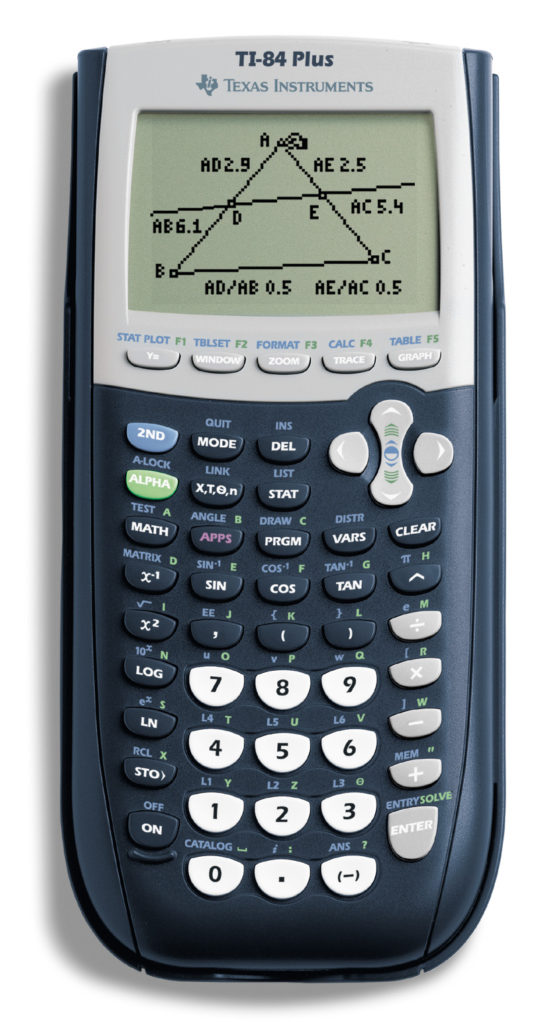 TI-84 Plus
TEXAS INSTRUMENTS
A
AD 2.9 AE 2.5
AC 5.4
D E
AB 6.1
B C
AD/AB 0.5 AE/AC 0.5
STAT PLOT F1 TBLSET F2 FORMAT F3 CALC F4 TABLE F5
Y= WINDOW ZOOM TRACE GRAPH
QUIT INS
2ND MODE DEL
A-LOCK LINK LIST
ALPHA X,T,Θ,n STAT
TEST A ANGLE B DRAW C DISTR
MATH APPS PRGM VARS CLEAR
MATRIX D SIN⁻¹ E COS⁻¹ F TAN⁻¹ G π H
x⁻¹ SIN COS TAN ^
√ I EE J { K } L e M
x² , ( ) ÷
10ˣ N u O v P w Q [ R
LOG 7 8 9 ×
eˣ S L4 T L5 U L6 V ] W
LN 4 5 6 −
RCL X L1 Y L2 Z L3 θ MEM "
STO› 1 2 3 +
OFF CATALOG ⎵ i : ANS ? ENTRY SOLVE
ON 0 . (−) ENTER